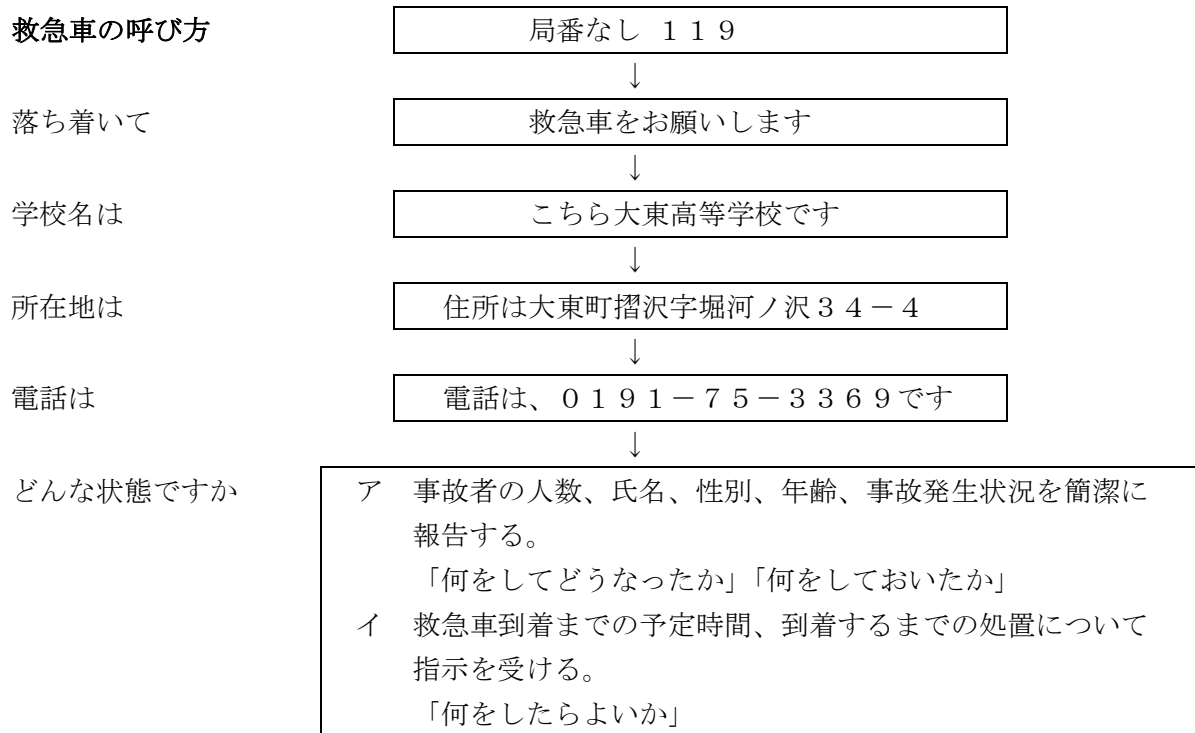 救急車の呼び方 局番なし １１９
↓
落ち着いて 救急車をお願いします
↓
学校名は こちら大東高等学校です
↓
所在地は 住所は大東町摺沢字堀河ノ沢３４－４
↓
電話は 電話は、０１９１－７５－３３６９です
↓
どんな状態ですか ア 事故者の人数、氏名、性別、年齢、事故発生状況を簡潔に
報告する。
「何をしてどうなったか」「何をしておいたか」
イ 救急車到着までの予定時間、到着するまでの処置について
指示を受ける。
「何をしたらよいか」